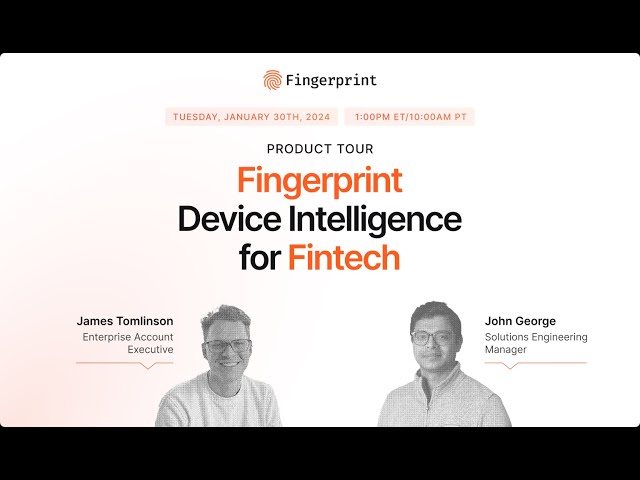 Fingerprint
TUESDAY, JANUARY 30TH, 2024
1:00PM ET/10:00AM PT
PRODUCT TOUR
Fingerprint
Device Intelligence
for Fintech
James Tomlinson
Enterprise Account
Executive
John George
Solutions Engineering
Manager